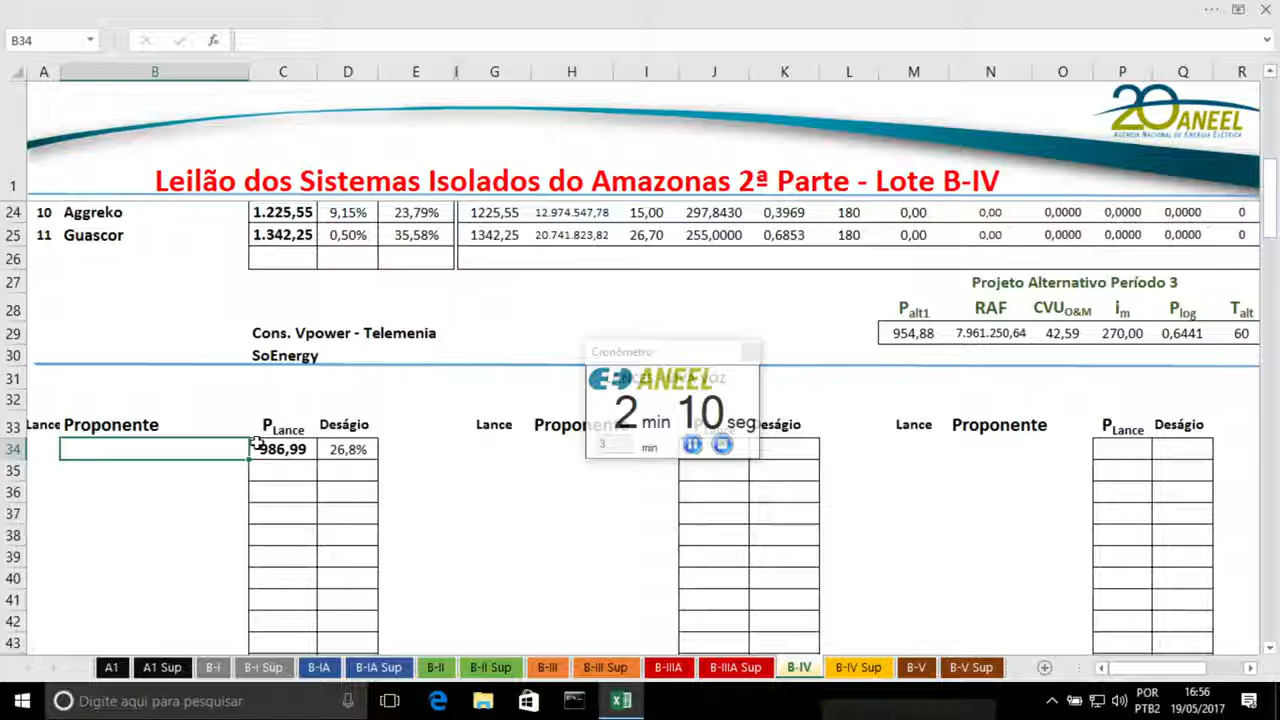 B34
A B C D E G H I J K L M N O P Q R
20 ANEEL
AGÊNCIA NACIONAL DE ENERGIA ELÉTRICA
1 Leilão dos Sistemas Isolados do Amazonas 2ª Parte - Lote B-IV
24 10 Aggreko 1.225,55 9,15% 23,79% 1225,55 12.974.547,78 15,00 297,8430 0,3969 180 0,00 0,00 0,0000 0,0000 0,0000 0
25 11 Guascor 1.342,25 0,50% 35,58% 1342,25 20.741.823,82 26,70 255,0000 0,6853 180 0,00 0,00 0,0000 0,0000 0,0000 0
26
27 Projeto Alternativo Período 3
28 Palt1 RAF CVUO&M im Plog Talt
29 Cons. Vpower - Telemenia 954,88 7.961.250,64 42,59 270,00 0,6441 60
30 SoEnergy
Cronômetro
31 ANEEL
32 2 min 10 seg
33 Lance Proponente PLance Deságio Lance Deságio Lance Proponente PLance Deságio
3 min
34 986,99 26,8%
35
36
37
38
39
40
41
42
43
A1 A1 Sup B-I B-I Sup B-IA B-IA Sup B-II B-II Sup B-III B-III Sup B-IIIA B-IIIA Sup B-IV B-IV Sup B-V B-V Sup
Digite aqui para pesquisar
POR 16:56
PTB2 19/05/2017